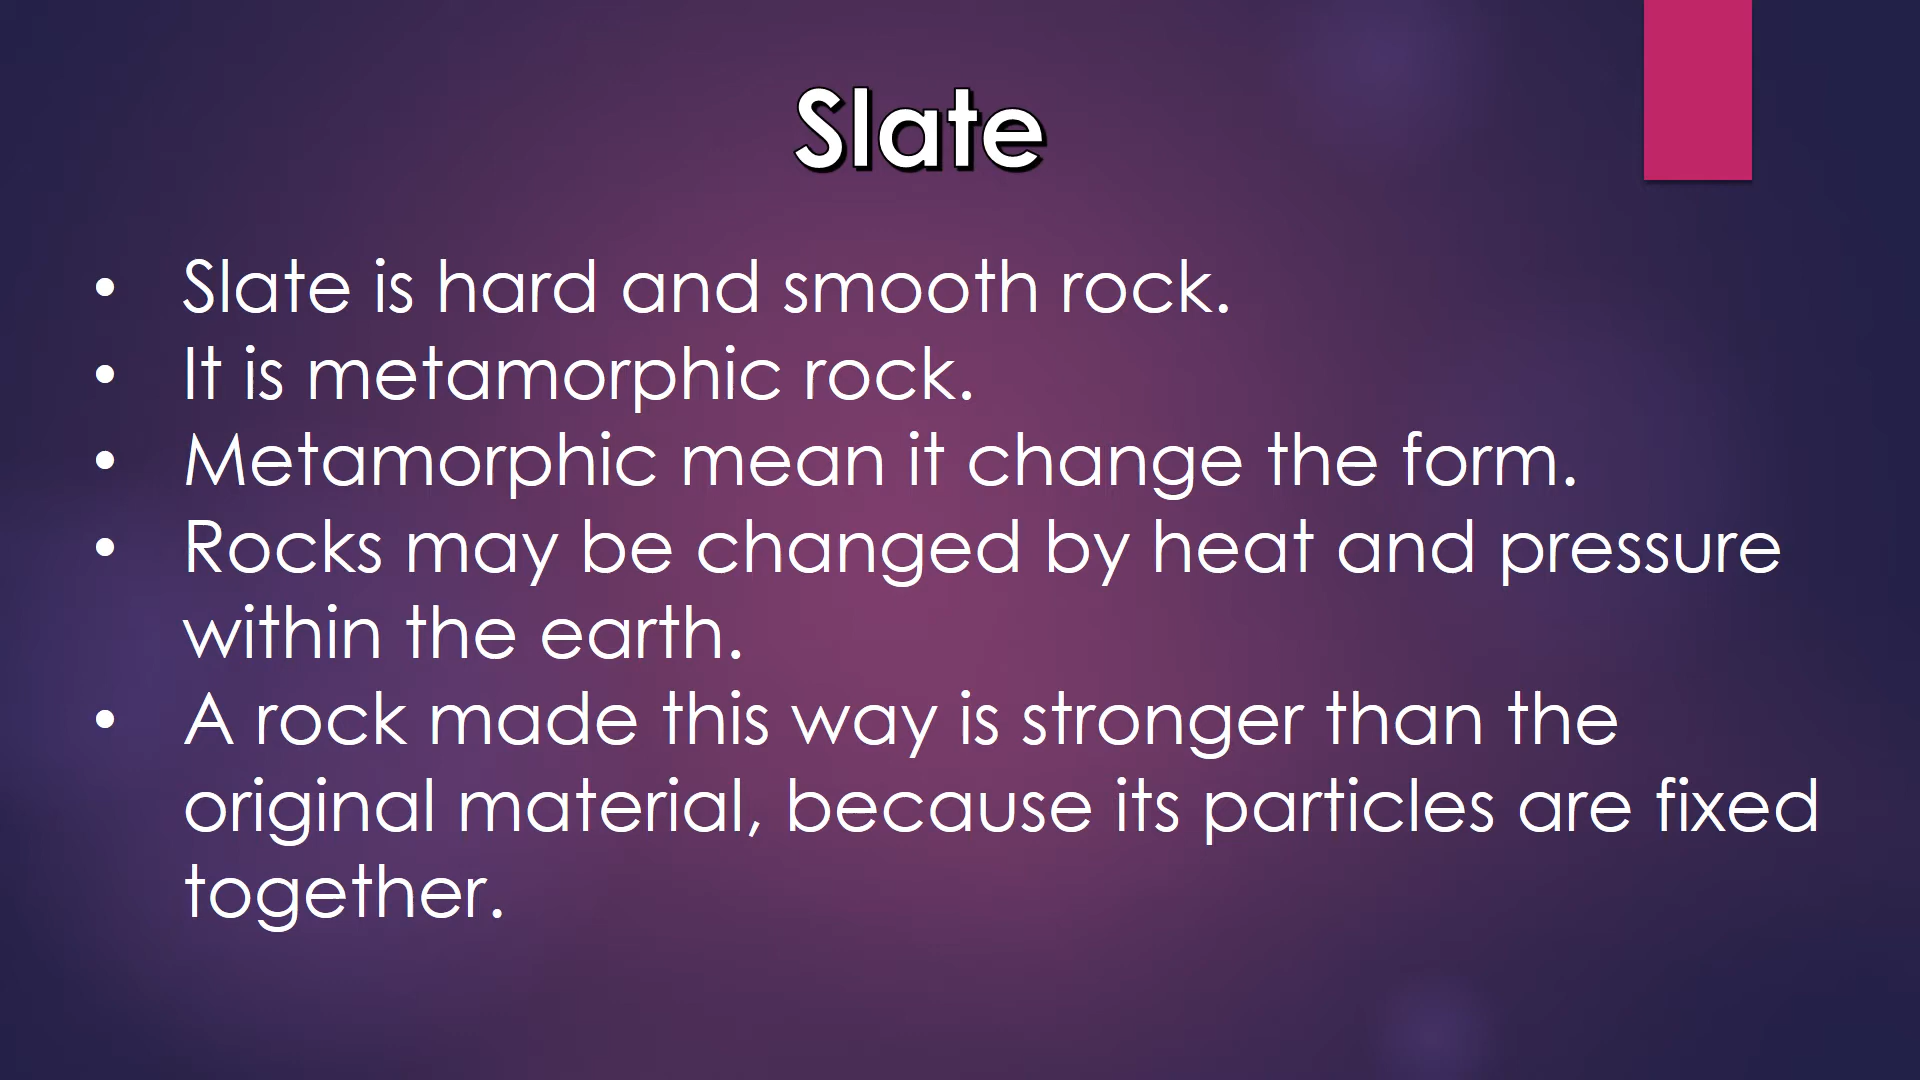 Slate
• Slate is hard and smooth rock.
• It is metamorphic rock.
• Metamorphic mean it change the form.
• Rocks may be changed by heat and pressure
within the earth.
• A rock made this way is stronger than the
original material, because its particles are fixed
together.